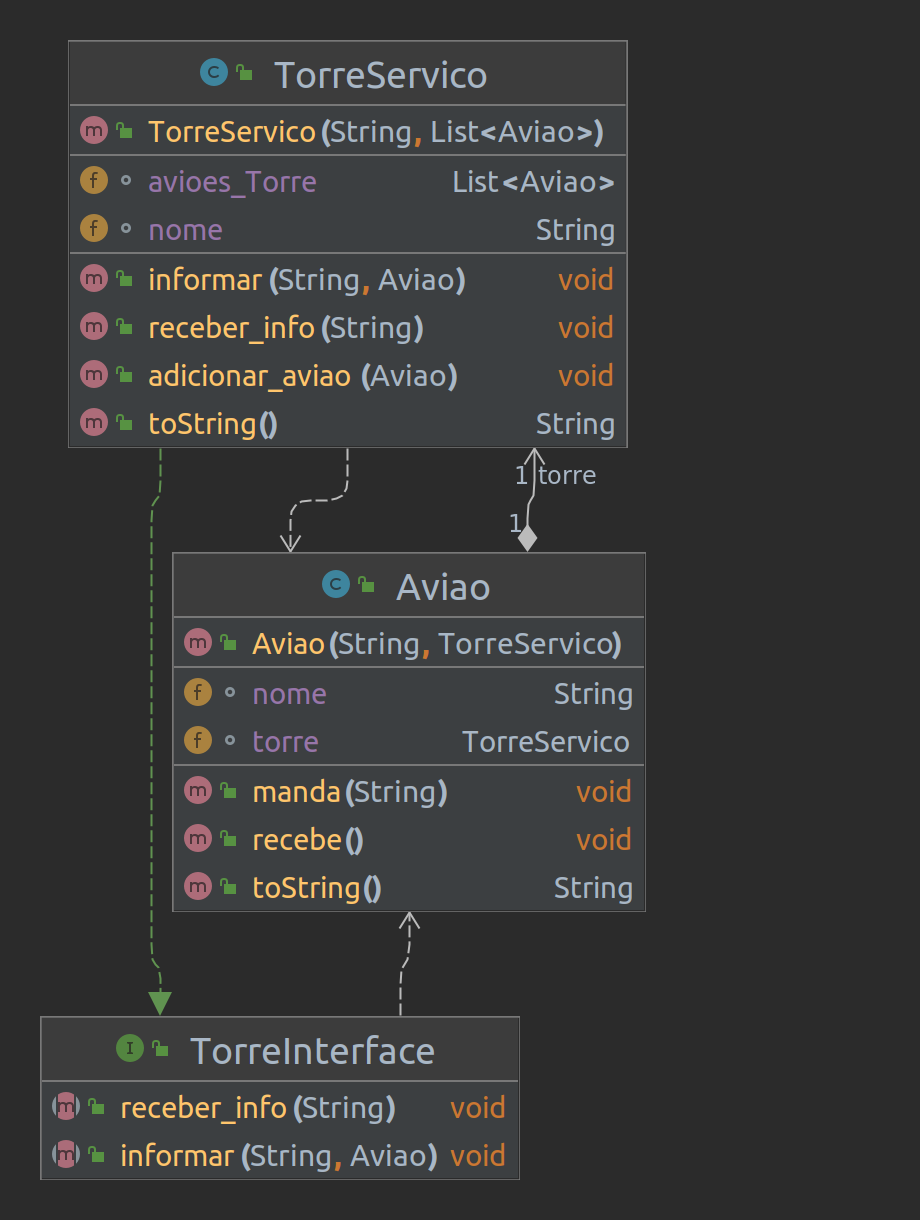 C TorreServico
m TorreServico(String, List<Aviao>)
f avioes_Torre List<Aviao>
f nome String
m informar(String, Aviao) void
m receber_info(String) void
m adicionar_aviao (Aviao) void
m toString() String
1 torre
1
C Aviao
m Aviao(String, TorreServico)
f nome String
f torre TorreServico
m manda(String) void
m recebe() void
m toString() String
I TorreInterface
m receber_info(String) void
m informar(String, Aviao) void